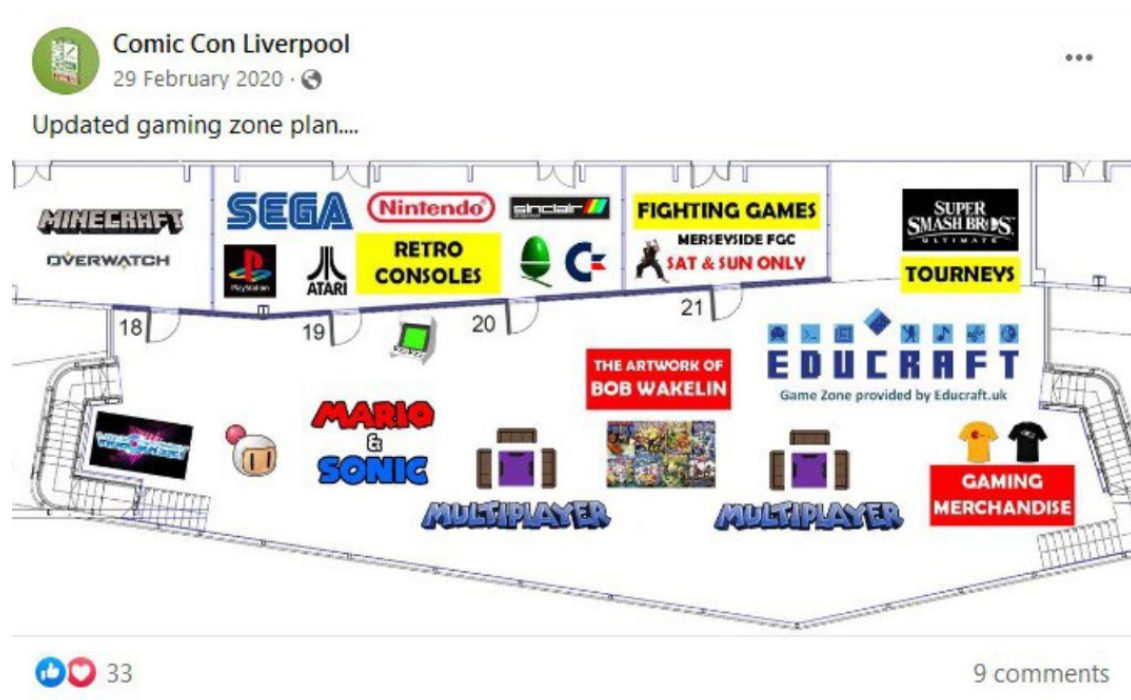 Comic Con Liverpool
29 February 2020
Updated gaming zone plan....
MINECRAFT
OVERWATCH
SEGA
Nintendo
sinclair
PlayStation
ATARI
RETRO
CONSOLES
FIGHTING GAMES
MERSEYSIDE FGC
SAT & SUN ONLY
SUPER
SMASH BROS.
ULTIMATE
TOURNEYS
18
19
20
21
THE ARTWORK OF
BOB WAKELIN
EDUCRAFT
Game Zone provided by Educraft.uk
MARIO
&
SONIC
MULTIPLAYER
MULTIPLAYER
GAMING
MERCHANDISE
33
9 comments